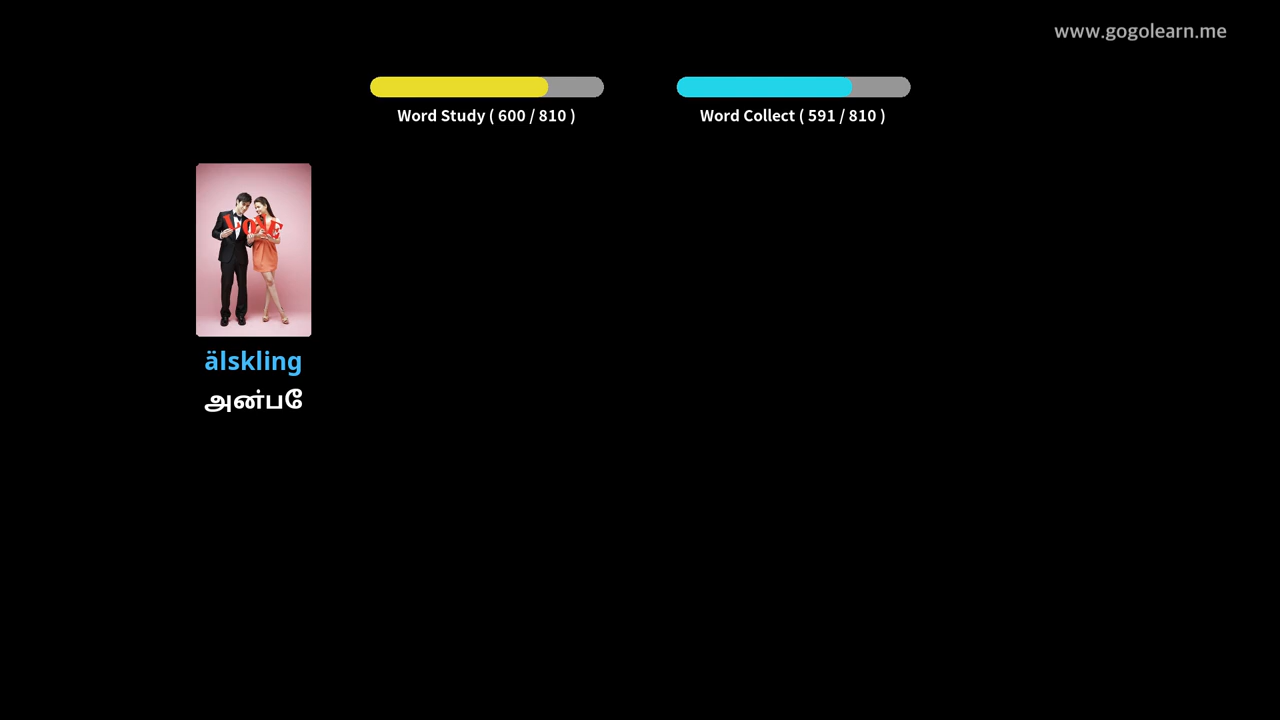 www.gogolearn.me
Word Study ( 600 / 810 )
Word Collect ( 591 / 810 )
LOVE
älskling
அன்பே